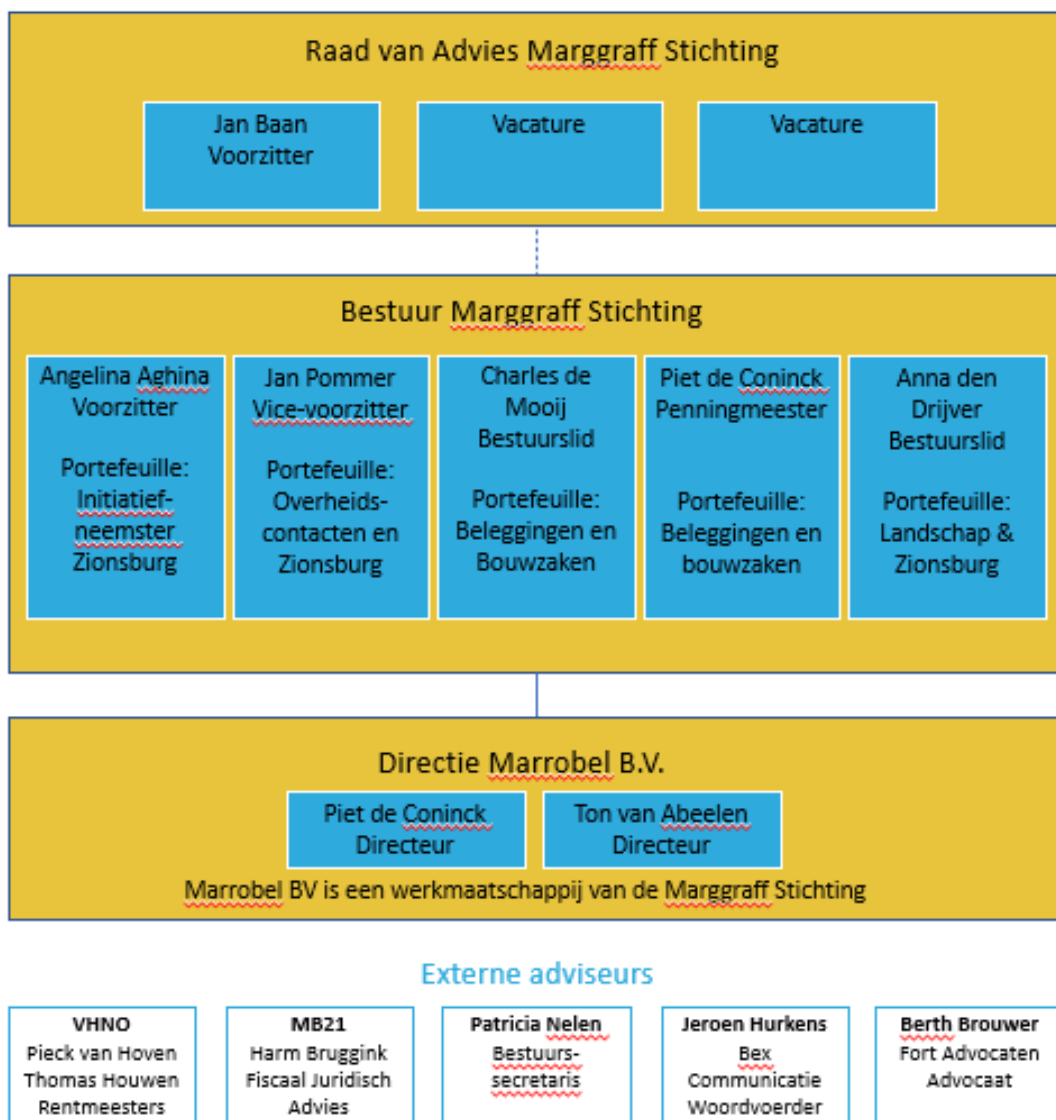 Raad van Advies Marggraff Stichting
Jan Baan
Voorzitter
Vacature
Vacature
Bestuur Marggraff Stichting
Angelina Aghina
Voorzitter
Portefeuille:
Initiatief-
neemster
Zionsburg
Jan Pommer
Vice-voorzitter
Portefeuille:
Overheids-
contacten en
Zionsburg
Charles de
Mooij
Bestuurslid
Portefeuille:
Beleggingen en
Bouwzaken
Piet de Coninck
Penningmeester
Portefeuille:
Beleggingen en
bouwzaken
Anna den
Drijver
Bestuurslid
Portefeuille:
Landschap &
Zionsburg
Directie Marrobel B.V.
Piet de Coninck
Directeur
Ton van Abeelen
Directeur
Marrobel BV is een werkmaatschappij van de Marggraff Stichting
Externe adviseurs
VHNO
Pieck van Hoven
Thomas Houwen
Rentmeesters
MB21
Harm Bruggink
Fiscaal Juridisch
Advies
Patricia Nelen
Bestuurs-
secretaris
Jeroen Hurkens
Bex
Communicatie
Woordvoerder
Berth Brouwer
Fort Advocaten
Advocaat